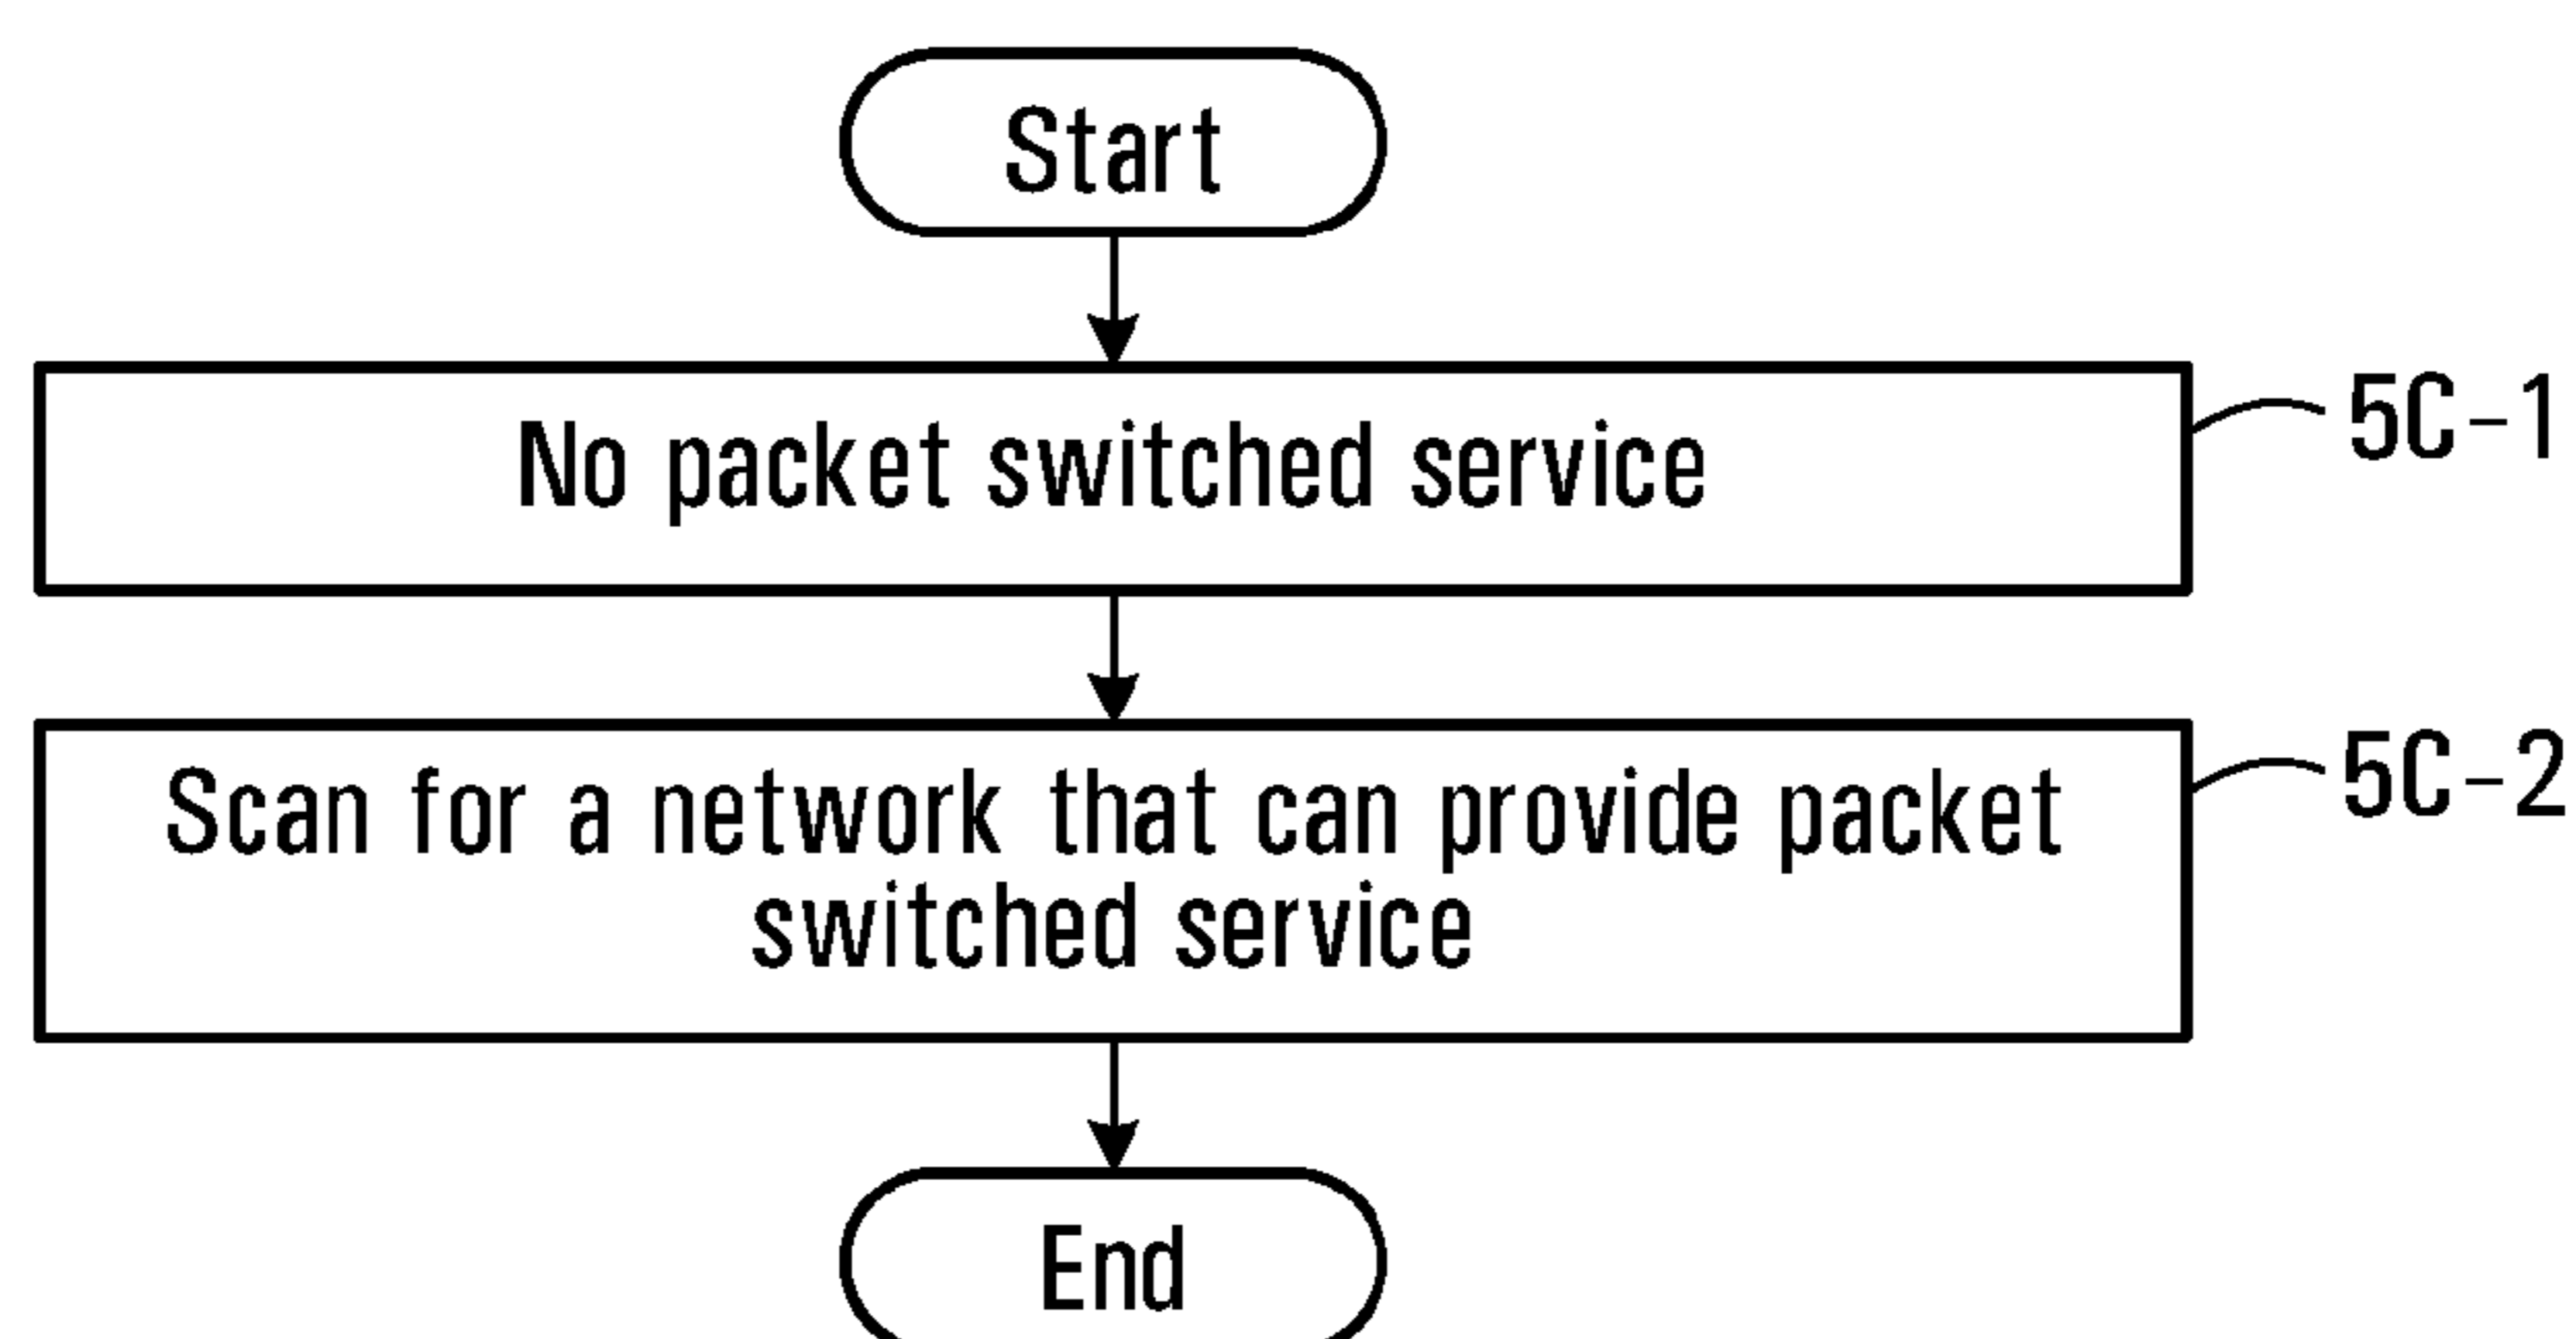 Start
No packet switched service
5C-1
Scan for a network that can provide packet
switched service
5C-2
End